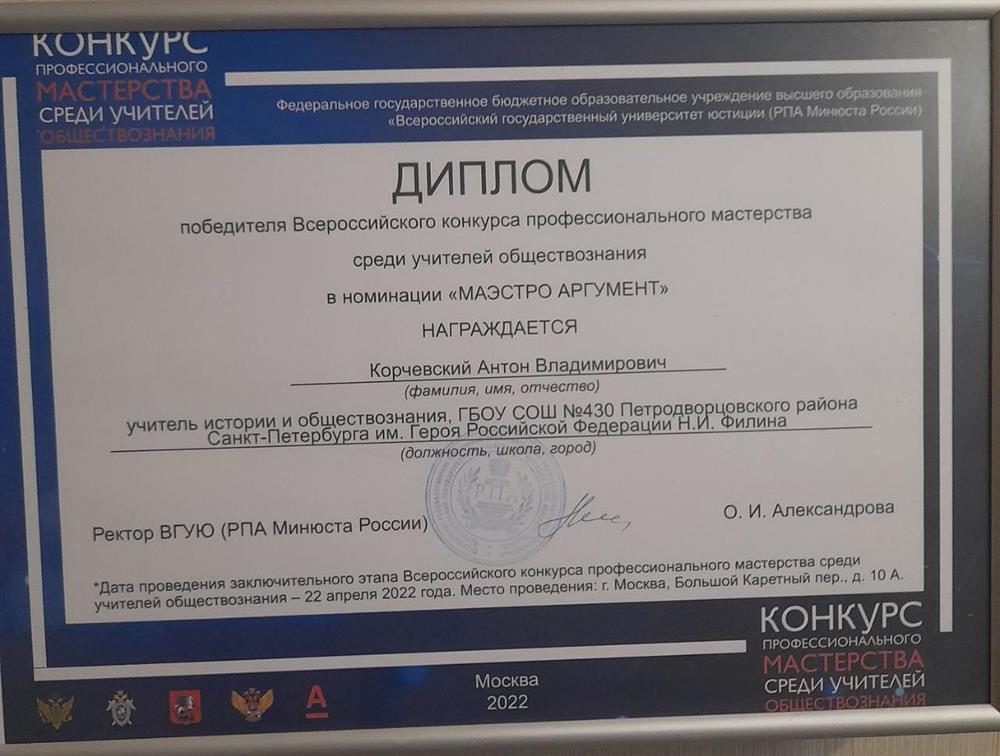 КОНКУРС
ПРОФЕССИОНАЛЬНОГО
МАСТЕРСТВА
СРЕДИ УЧИТЕЛЕЙ
ОБЩЕСТВОЗНАНИЯ
Федеральное государственное бюджетное образовательное учреждение высшего образования
«Всероссийский государственный университет юстиции (РПА Минюста России)
ДИПЛОМ
победителя Всероссийского конкурса профессионального мастерства
среди учителей обществознания
в номинации «МАЭСТРО АРГУМЕНТ»
НАГРАЖДАЕТСЯ
Корчевский Антон Владимирович
(фамилия, имя, отчество)
учитель истории и обществознания, ГБОУ СОШ №430 Петродворцовского района
Санкт-Петербурга им. Героя Российской Федерации Н.И. Филина
(должность, школа, город)
РПА
Ректор ВГУЮ (РПА Минюста России)
О. И. Александрова
*Дата проведения заключительного этапа Всероссийского конкурса профессионального мастерства среди
учителей обществознания – 22 апреля 2022 года. Место проведения: г. Москва, Большой Каретный пер., д. 10 А.
КОНКУРС
ПРОФЕССИОНАЛЬНОГО
МАСТЕРСТВА
СРЕДИ УЧИТЕЛЕЙ
ОБЩЕСТВОЗНАНИЯ
А
Москва
2022